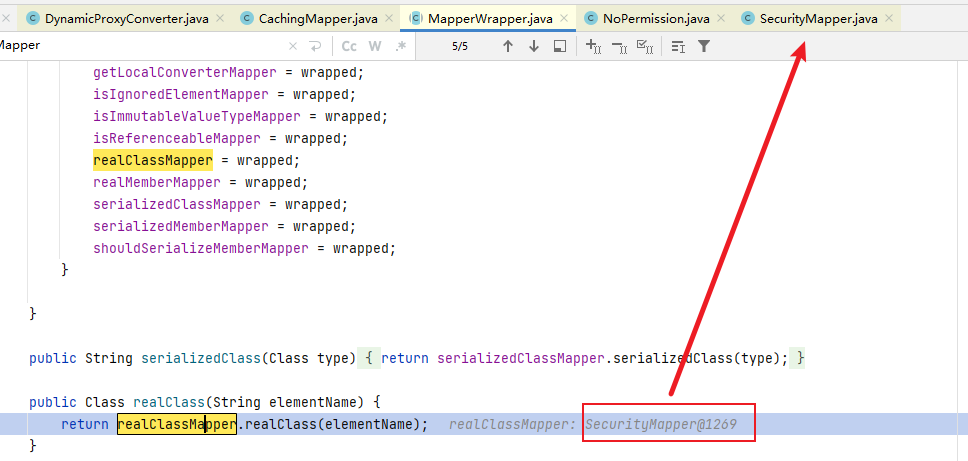 DynamicProxyConverter.java CachingMapper.java MapperWrapper.java NoPermission.java SecurityMapper.java
Mapper Cc W .* 5/5
getLocalConverterMapper = wrapped;
isIgnoredElementMapper = wrapped;
isImmutableValueTypeMapper = wrapped;
isReferenceableMapper = wrapped;
realClassMapper = wrapped;
realMemberMapper = wrapped;
serializedClassMapper = wrapped;
serializedMemberMapper = wrapped;
shouldSerializeMemberMapper = wrapped;
}
}
public String serializedClass(Class type) { return serializedClassMapper.serializedClass(type); }
public Class realClass(String elementName) {
return realClassMapper.realClass(elementName); realClassMapper: SecurityMapper@1269
}